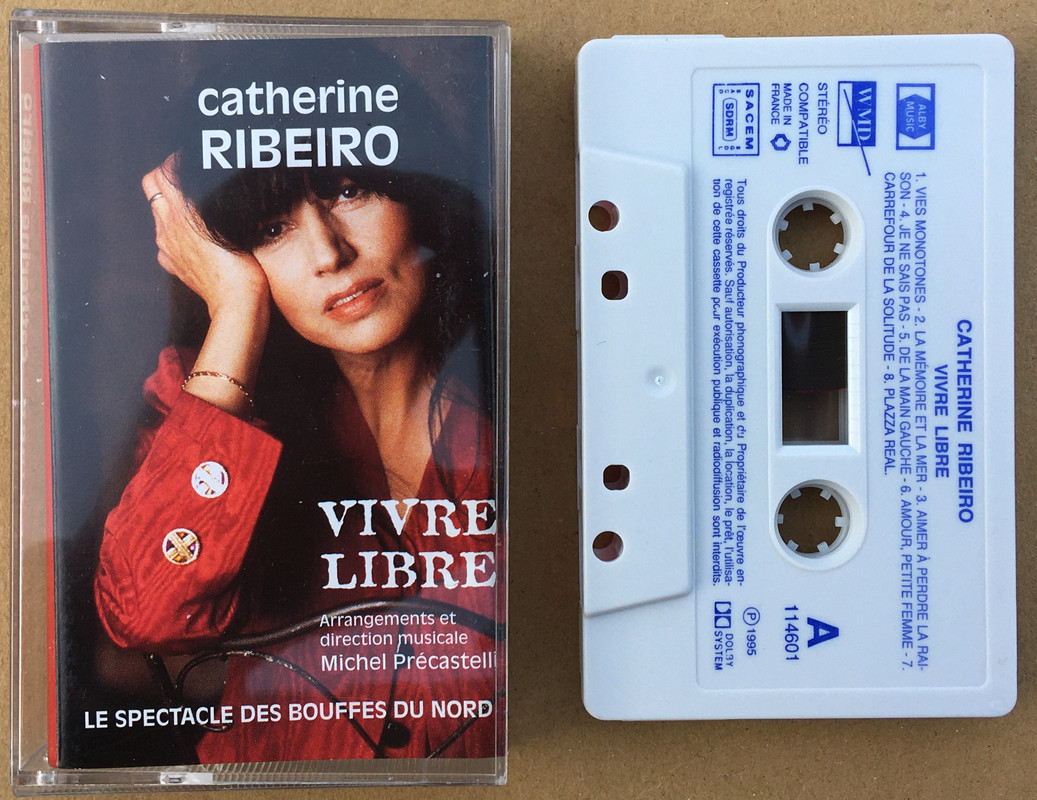 catherine
RIBEIRO
VIVRE
LIBRE
Arrangements et
direction musicale
Michel Précastelli
LE SPECTACLE DES BOUFFES DU NORD
RIBEIRO
CATHERINE RIBEIRO
VIVRE LIBRE
1. VIES MONOTONES - 2. LA MÉMOIRE ET LA MER - 3. AIMER À PERDRE LA RAI-
SON - 4. JE NE SAIS PAS - 5. DE LA MAIN GAUCHE - 6. AMOUR, PETITE FEMME - 7.
CARREFOUR DE LA SOLITUDE - 8. PLAZZA REAL.
ALBY
MUSIC
WMD
STÉRÉO
COMPATIBLE
MADE IN
FRANCE
SACEM
SDRM
A
114601
℗ 1995
DOLBY
SYSTEM
Tous droits du Producteur phonographique et du Propriétaire de l'œuvre en-
registrée réservés. Sauf autorisation, la duplication, la location, le prêt, l'utilisa-
tion de cette cassette pour exécution publique et radiodiffusion sont interdits.